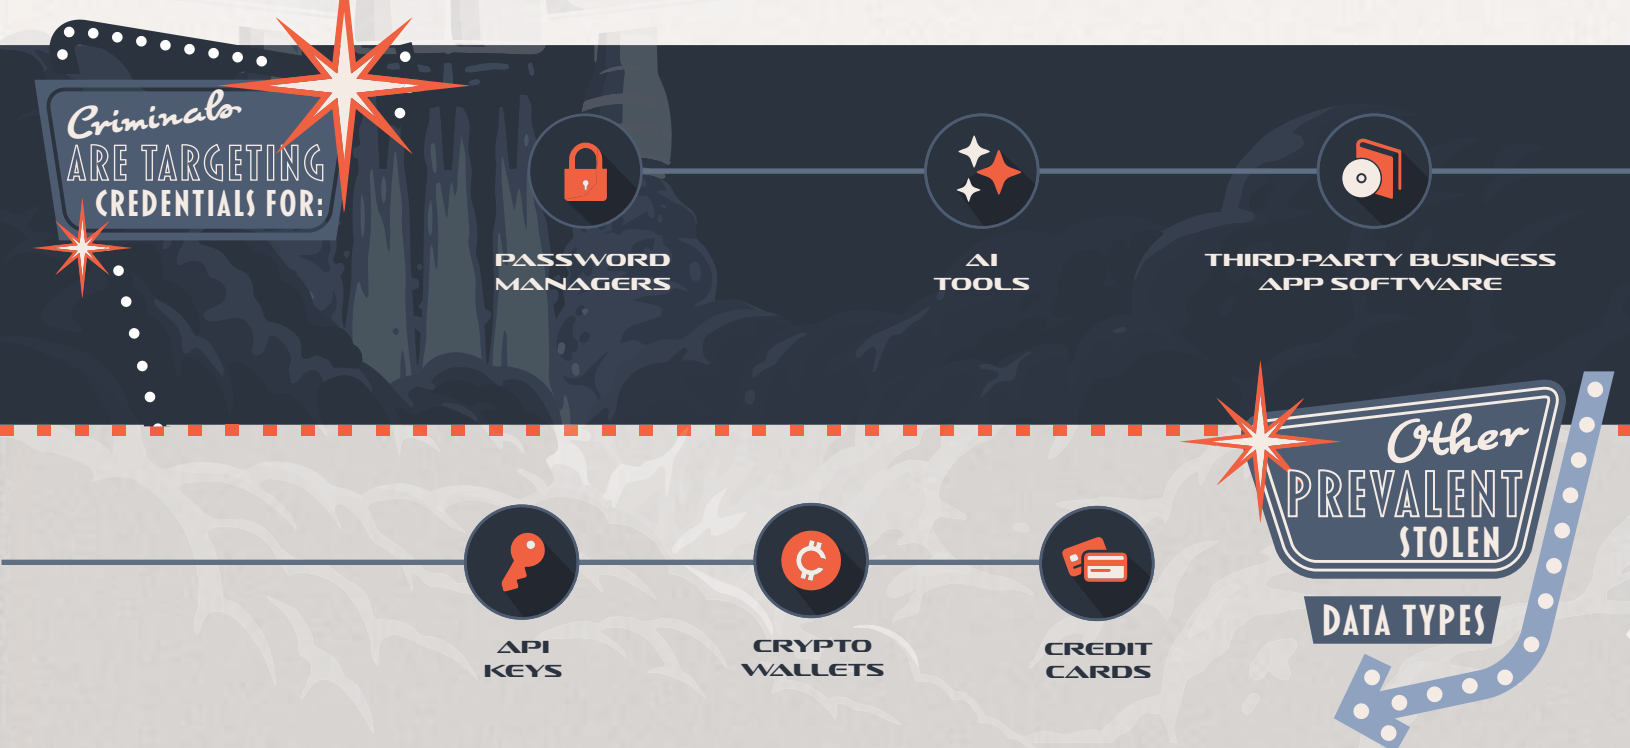 Criminals
ARE TARGETING
CREDENTIALS FOR:
PASSWORD
MANAGERS
AI
TOOLS
THIRD-PARTY BUSINESS
APP SOFTWARE
Other
PREVALENT
STOLEN
DATA TYPES
API
KEYS
CRYPTO
WALLETS
CREDIT
CARDS